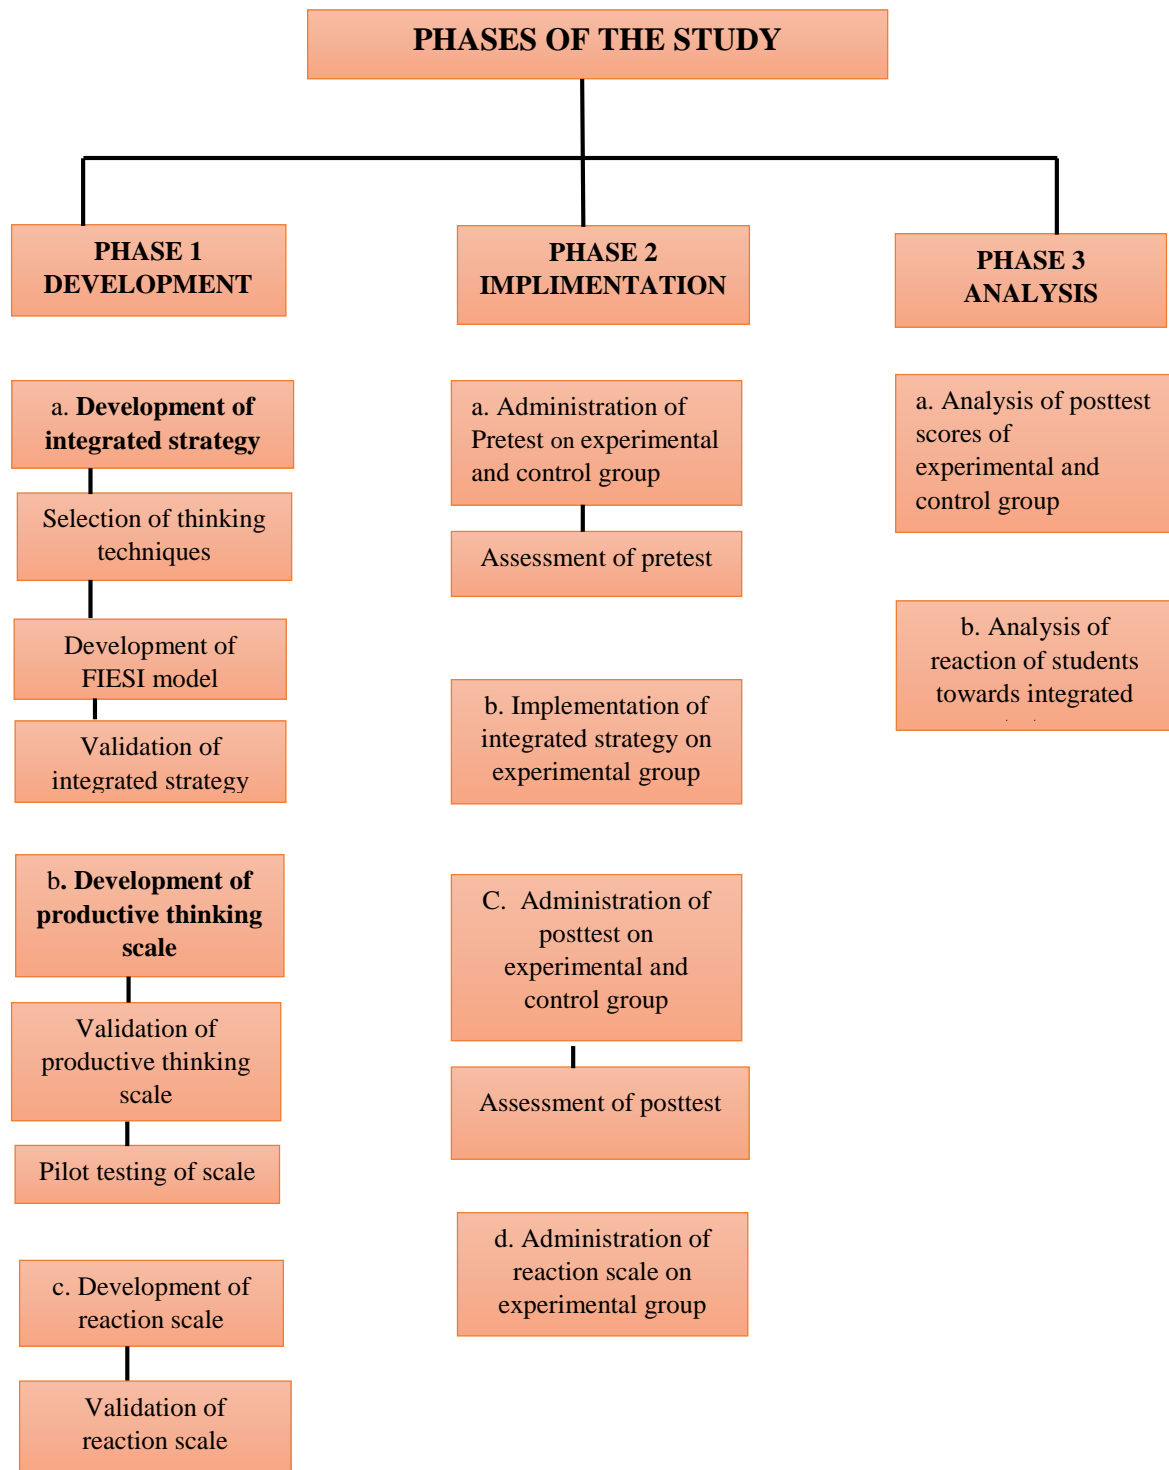 PHASES OF THE STUDY
PHASE 1
DEVELOPMENT
a. Development of
integrated strategy
Selection of thinking
techniques
Development of
FIESI model
Validation of
integrated strategy
b. Development of
productive thinking
scale
Validation of
productive thinking
scale
Pilot testing of scale
c. Development of
reaction scale
Validation of
reaction scale
PHASE 2
IMPLIMENTATION
a. Administration of
Pretest on experimental
and control group
Assessment of pretest
b. Implementation of
integrated strategy on
experimental group
C. Administration of
posttest on
experimental and
control group
Assessment of posttest
d. Administration of
reaction scale on
experimental group
PHASE 3
ANALYSIS
a. Analysis of posttest
scores of
experimental and
control group
b. Analysis of
reaction of students
towards integrated